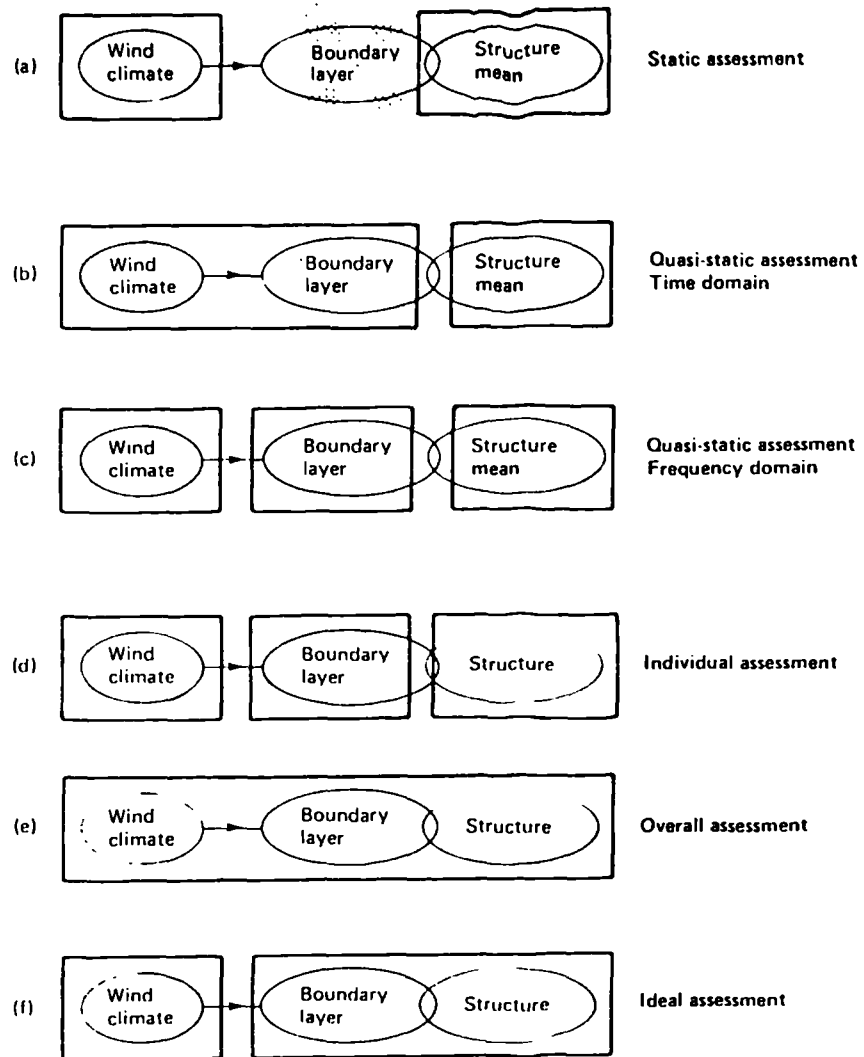 (a)
Wind
climate
Boundary
layer
Structure
mean
Static assessment
(b)
Wind
climate
Boundary
layer
Structure
mean
Quasi-static assessment
Time domain
(c)
Wind
climate
Boundary
layer
Structure
mean
Quasi-static assessment
Frequency domain
(d)
Wind
climate
Boundary
layer
Structure
Individual assessment
(e)
Wind
climate
Boundary
layer
Structure
Overall assessment
(f)
Wind
climate
Boundary
layer
Structure
Ideal assessment